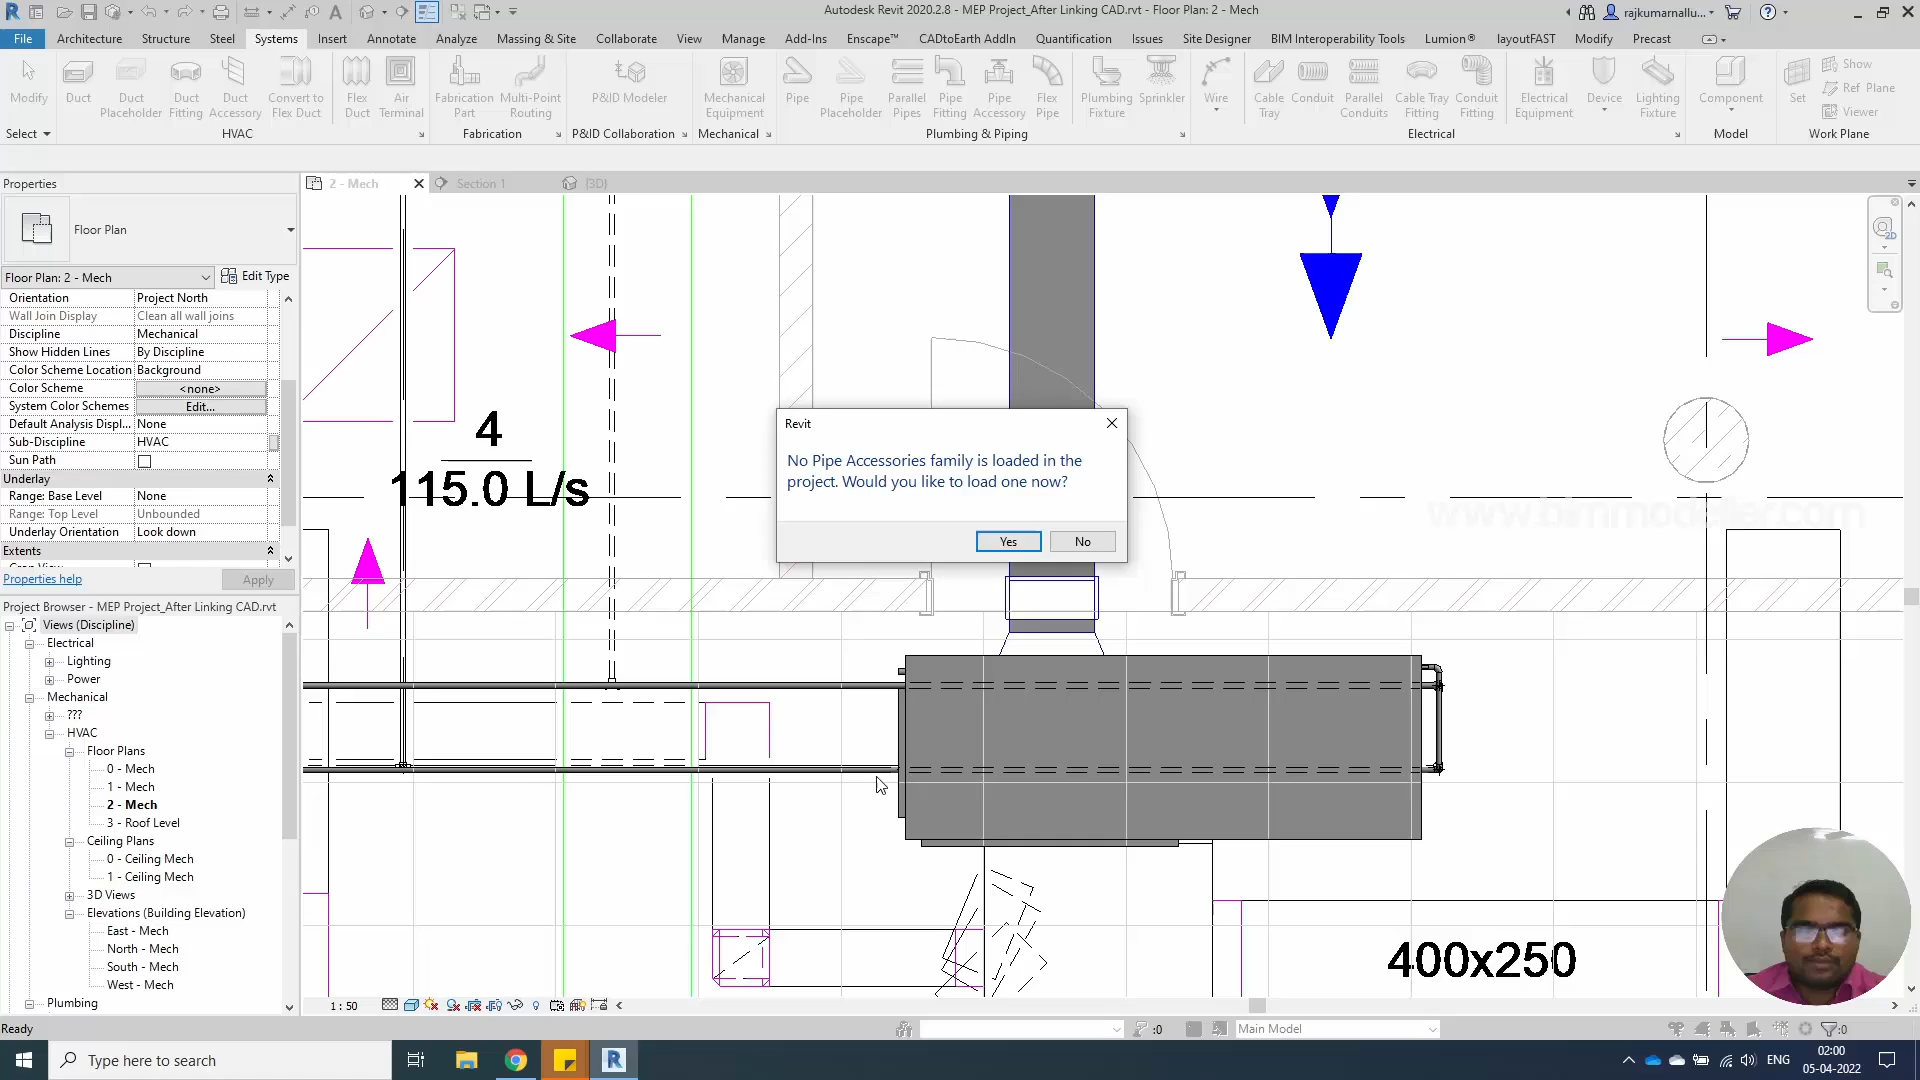 Autodesk Revit 2020.2.8 - MEP Project_After Linking CAD.rvt - Floor Plan: 2 - Mech
rajkumarnallu...
File Architecture Structure Steel Systems Insert Annotate Analyze Massing & Site Collaborate View Manage Add-Ins Enscape™ CADtoEarth AddIn Quantification Issues Site Designer BIM Interoperability Tools Lumion® layoutFAST Modify Precast
Modify
Duct
Duct Placeholder
Duct Fitting
Duct Accessory
Convert to Flex Duct
Flex Duct
Air Terminal
Fabrication Part
Multi-Point Routing
P&ID Modeler
Mechanical Equipment
Pipe
Pipe Placeholder
Parallel Pipes
Pipe Fitting
Pipe Accessory
Flex Pipe
Plumbing Fixture
Sprinkler
Wire
Cable Tray
Conduit
Parallel Conduits
Cable Tray Fitting
Conduit Fitting
Electrical Equipment
Device
Lighting Fixture
Component
Set
Show
Ref Plane
Viewer
Select HVAC Fabrication P&ID Collaboration Mechanical Plumbing & Piping Electrical Model Work Plane
Properties
2 - Mech Section 1 {3D}
Floor Plan
Floor Plan: 2 - Mech Edit Type
Orientation Project North
Wall Join Display Clean all wall joins
Discipline Mechanical
Show Hidden Lines By Discipline
Color Scheme Location Background
Color Scheme <none>
System Color Schemes Edit...
Default Analysis Displ... None
Sub-Discipline HVAC
Sun Path
Underlay
Range: Base Level None
Range: Top Level Unbounded
Underlay Orientation Look down
Extents
Properties help Apply
Project Browser - MEP Project_After Linking CAD.rvt
Views (Discipline)
Electrical
Lighting
Power
Mechanical
???
HVAC
Floor Plans
0 - Mech
1 - Mech
2 - Mech
3 - Roof Level
Ceiling Plans
0 - Ceiling Mech
1 - Ceiling Mech
3D Views
Elevations (Building Elevation)
East - Mech
North - Mech
South - Mech
West - Mech
Plumbing
4
115.0 L/s
Revit
No Pipe Accessories family is loaded in the
project. Would you like to load one now?
Yes No
www.bimmodeller.com
2D
400x250
1 : 50
Ready
:0
Main Model
:0
Type here to search
ENG
02:00
05-04-2022